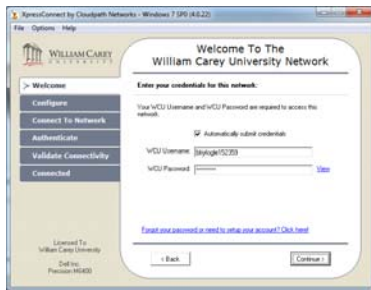 XpressConnect by Cloudpath Networks - Windows 7 SP0 (4.0.22)
File Options Help
WILLIAM CAREY
UNIVERSITY
Welcome To The
William Carey University Network
> Welcome
Configure
Connect To Network
Authenticate
Validate Connectivity
Connected
Licensed To
William Carey University
Dell Inc.
Precision M6400
Enter your credentials for this network:
Your WCU Username and WCU Password are required to access this
network.
Automatically submit credentials
WCU Username:
WCU Password:
View
Forgot your password or need to setup your account? Click here!
< Back
Continue >